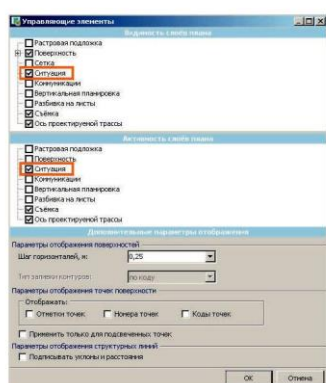 Управляющие элементы
Видимость слоёв плана
Растровая подложка
Поверхность
Сетка
Ситуация
Коммуникации
Вертикальная планировка
Разбивка на листы
Съёмка
Ось проектируемой трассы
Активность слоёв плана
Растровая подложка
Поверхность
Ситуация
Коммуникации
Вертикальная планировка
Разбивка на листы
Съёмка
Ось проектируемой трассы
Дополнительные параметры отображения
Параметры отображения поверхностей
Шаг горизонталей, м: 0,25
Тип заливки контуров: по коду
Параметры отображения точек поверхности
Отображать:
Отметки точек Номера точек Коды точек
Применить только для подсвеченных точек
Параметры отображения структурных линий
Подписывать уклоны и расстояния
OK Отмена